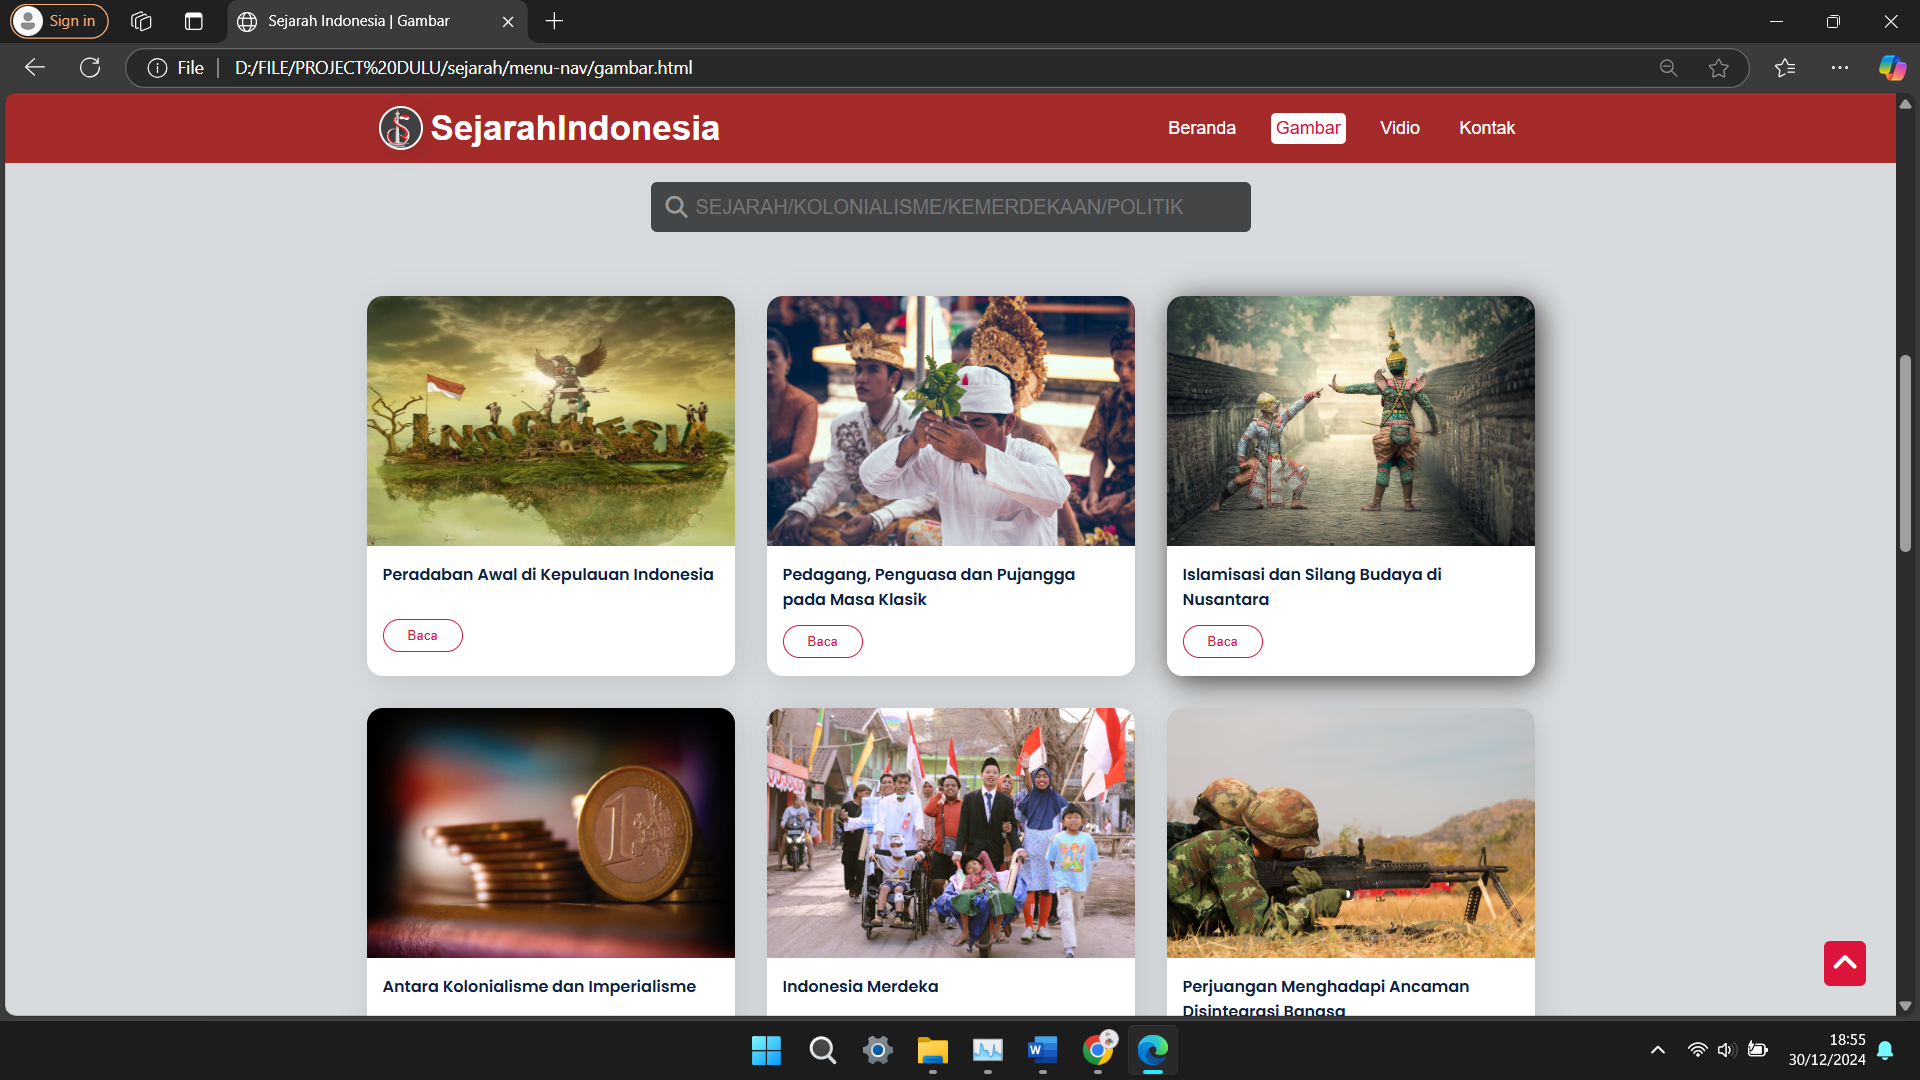 Sign in
Sejarah Indonesia | Gambar
File
D:/FILE/PROJECT%20DULU/sejarah/menu-nav/gambar.html
SejarahIndonesia
Beranda
Gambar
Vidio
Kontak
SEJARAH/KOLONIALISME/KEMERDEKAAN/POLITIK
INDONESIA
Peradaban Awal di Kepulauan Indonesia
Baca
Pedagang, Penguasa dan Pujangga
pada Masa Klasik
Baca
Islamisasi dan Silang Budaya di
Nusantara
Baca
1
EURO
Antara Kolonialisme dan Imperialisme
Indonesia Merdeka
Perjuangan Menghadapi Ancaman
Disintegrasi Bangsa
W
18:55
30/12/2024